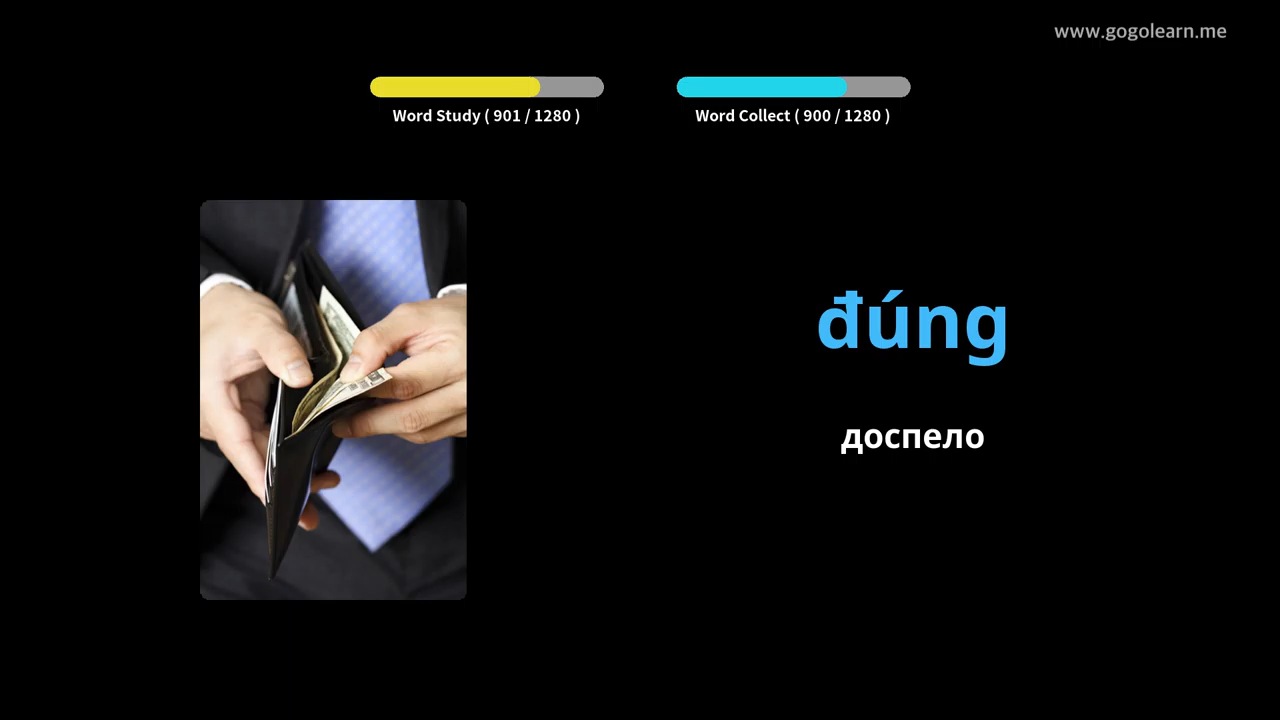 www.gogolearn.me
Word Study ( 901 / 1280 )
Word Collect ( 900 / 1280 )
đúng
доспело